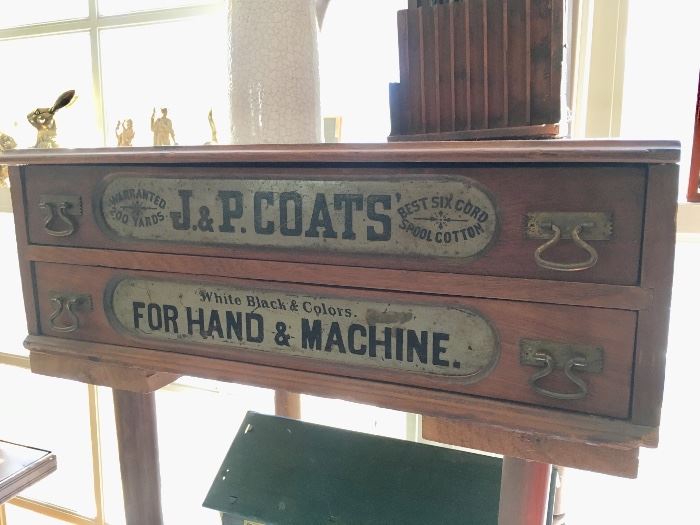 WARRANTED
200 YARDS.
J. & P. COATS'
BEST SIX CORD
SPOOL COTTON
White Black & Colors.
FOR HAND & MACHINE.